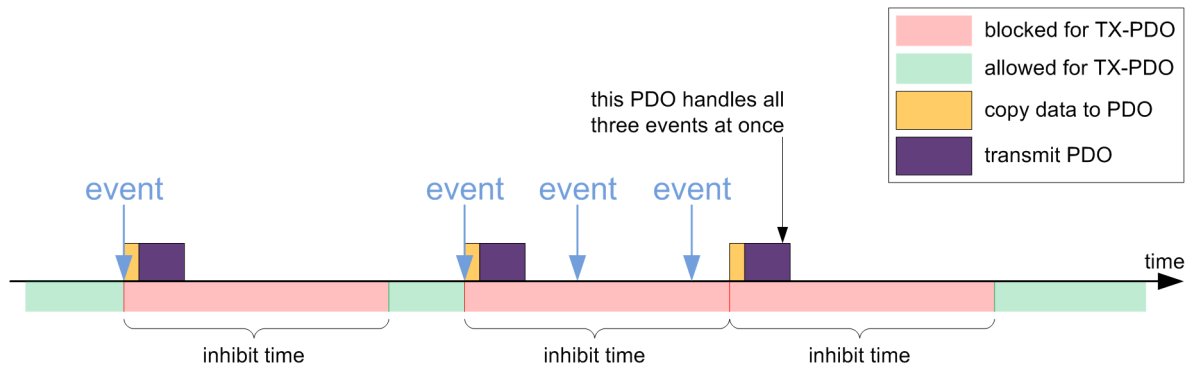 blocked for TX-PDO
allowed for TX-PDO
copy data to PDO
transmit PDO
this PDO handles all
three events at once
event
event
event
event
time
inhibit time
inhibit time
inhibit time